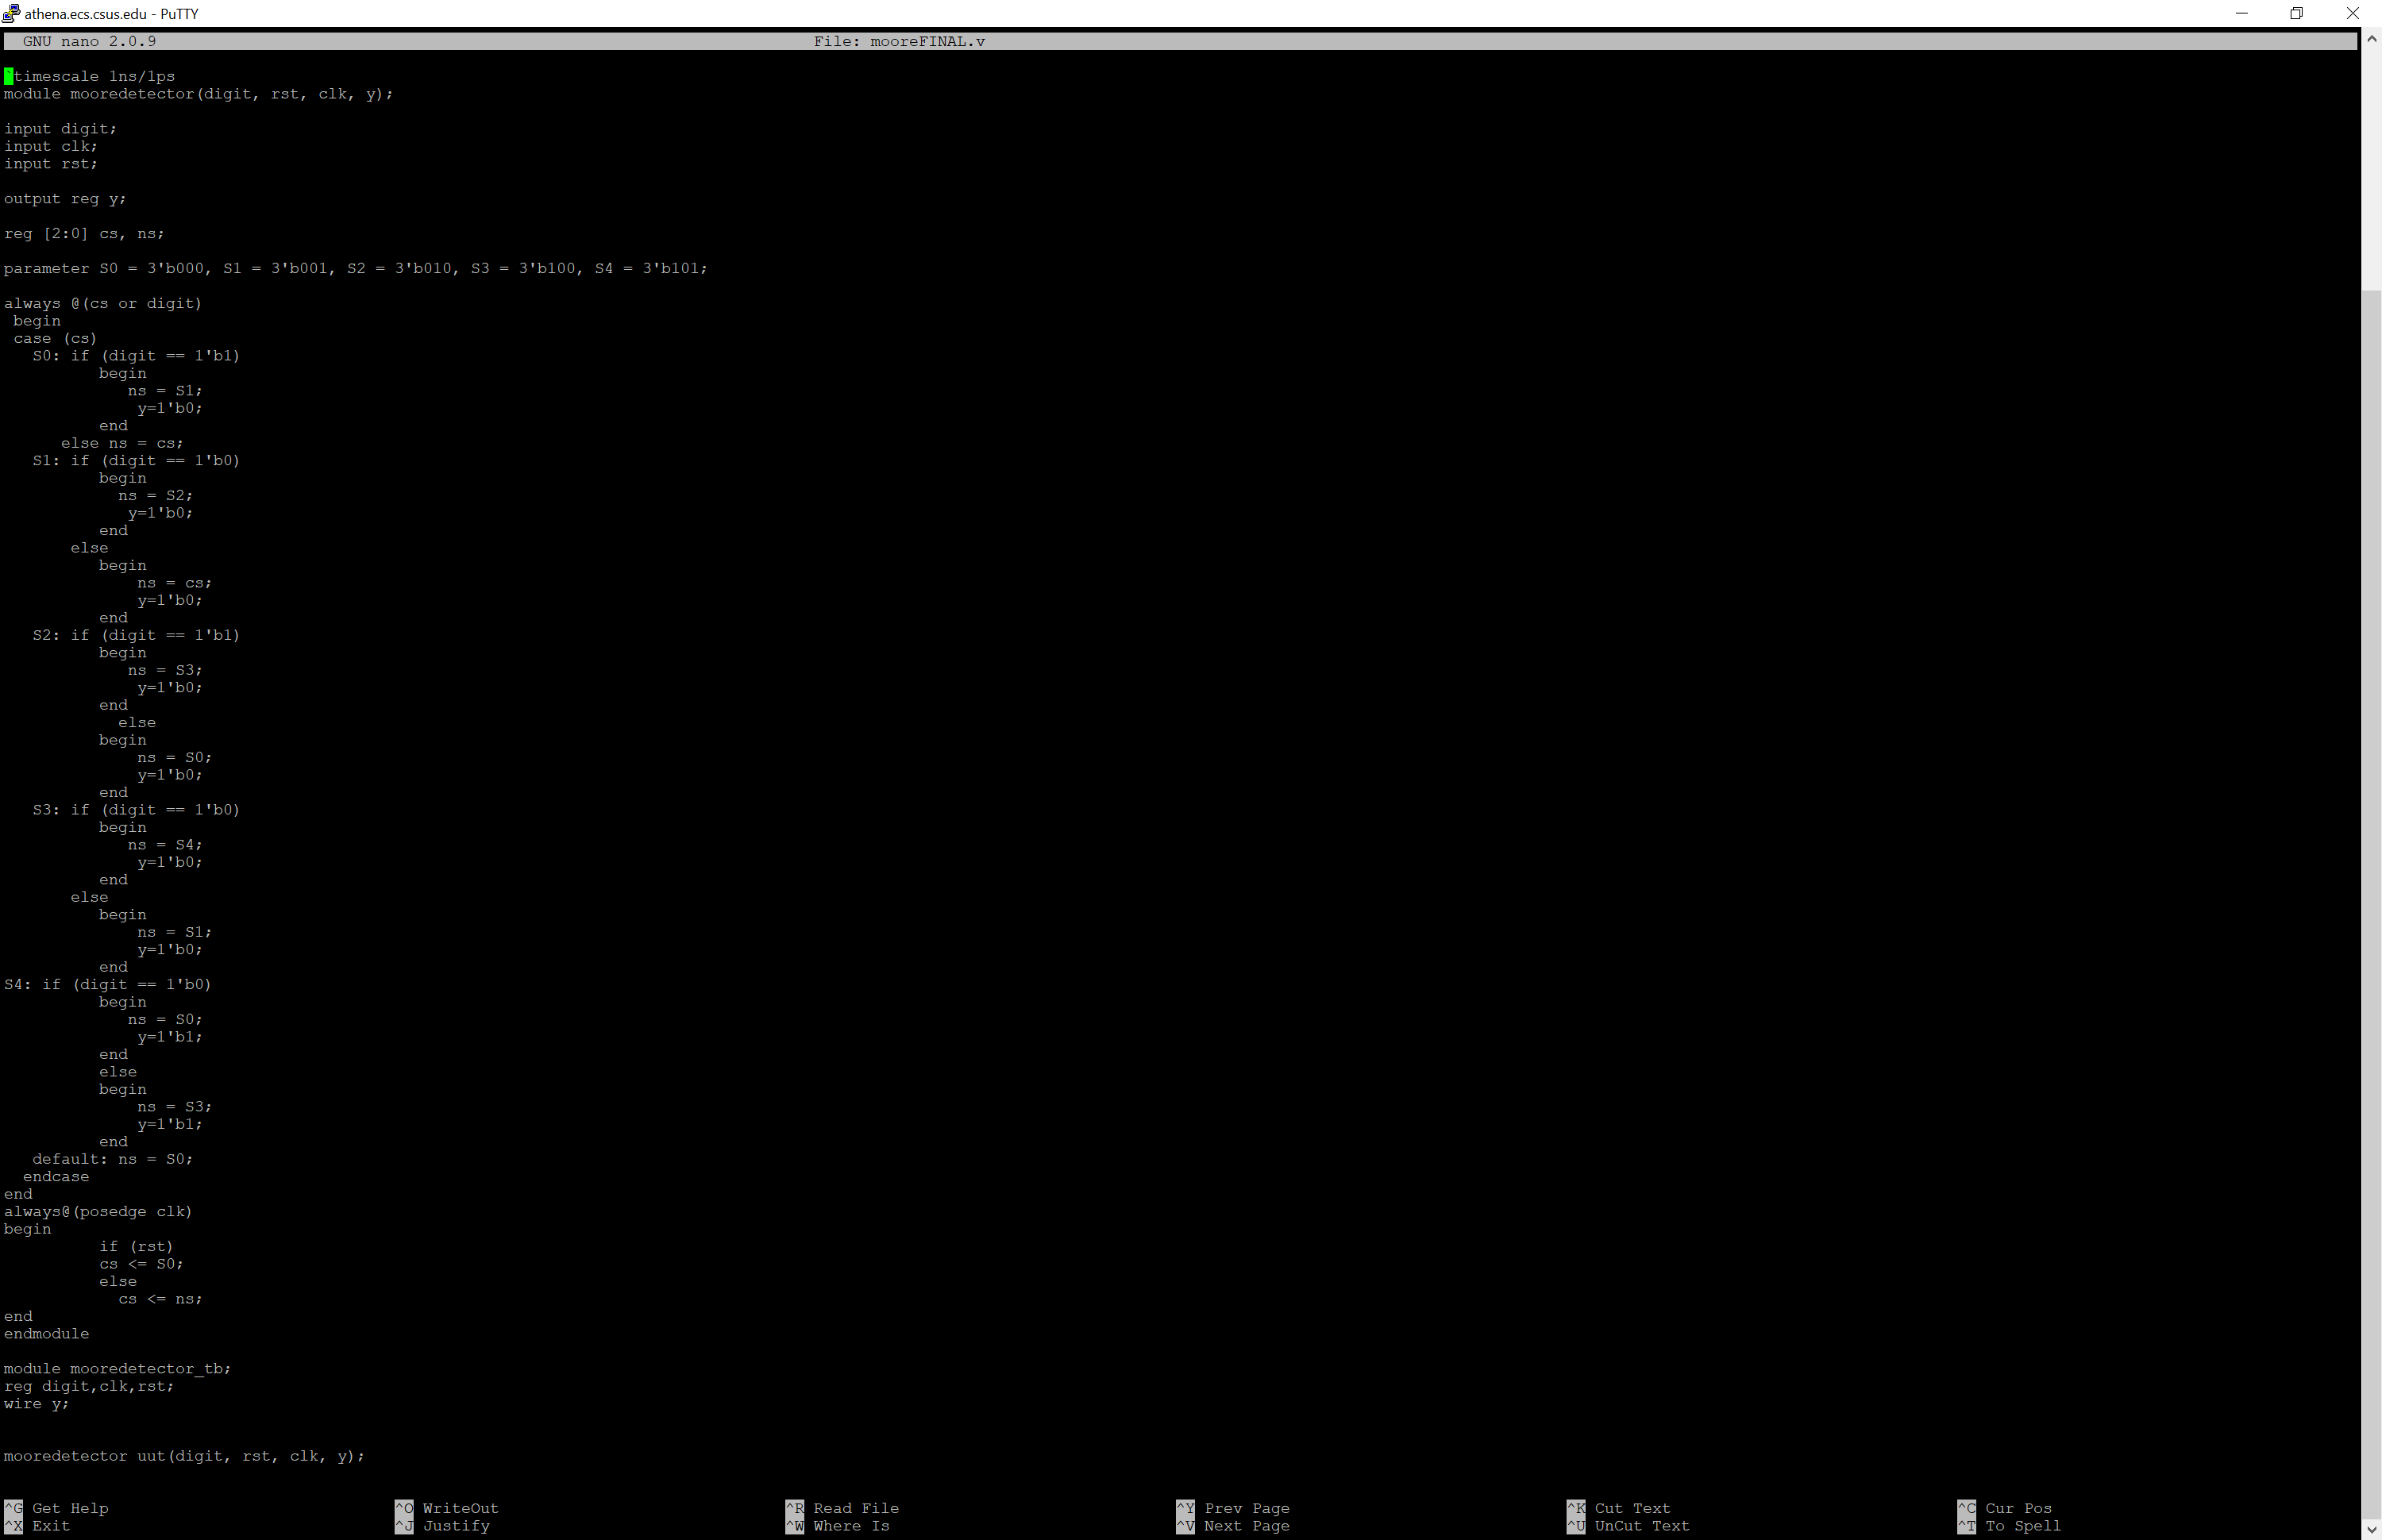 athena.ecs.csus.edu - PuTTY
GNU nano 2.0.9 File: mooreFINAL.v
`timescale 1ns/1ps
module mooredetector(digit, rst, clk, y);
input digit;
input clk;
input rst;
output reg y;
reg [2:0] cs, ns;
parameter S0 = 3'b000, S1 = 3'b001, S2 = 3'b010, S3 = 3'b100, S4 = 3'b101;
always @(cs or digit)
begin
case (cs)
S0: if (digit == 1'b1)
begin
ns = S1;
y=1'b0;
end
else ns = cs;
S1: if (digit == 1'b0)
begin
ns = S2;
y=1'b0;
end
else
begin
ns = cs;
y=1'b0;
end
S2: if (digit == 1'b1)
begin
ns = S3;
y=1'b0;
end
else
begin
ns = S0;
y=1'b0;
end
S3: if (digit == 1'b0)
begin
ns = S4;
y=1'b0;
end
else
begin
ns = S1;
y=1'b0;
end
S4: if (digit == 1'b0)
begin
ns = S0;
y=1'b1;
end
else
begin
ns = S3;
y=1'b1;
end
default: ns = S0;
endcase
end
always@(posedge clk)
begin
if (rst)
cs <= S0;
else
cs <= ns;
end
endmodule
module mooredetector_tb;
reg digit,clk,rst;
wire y;
mooredetector uut(digit, rst, clk, y);
^G Get Help ^O WriteOut ^R Read File ^Y Prev Page ^K Cut Text ^C Cur Pos
^X Exit ^J Justify ^W Where Is ^V Next Page ^U UnCut Text ^T To Spell